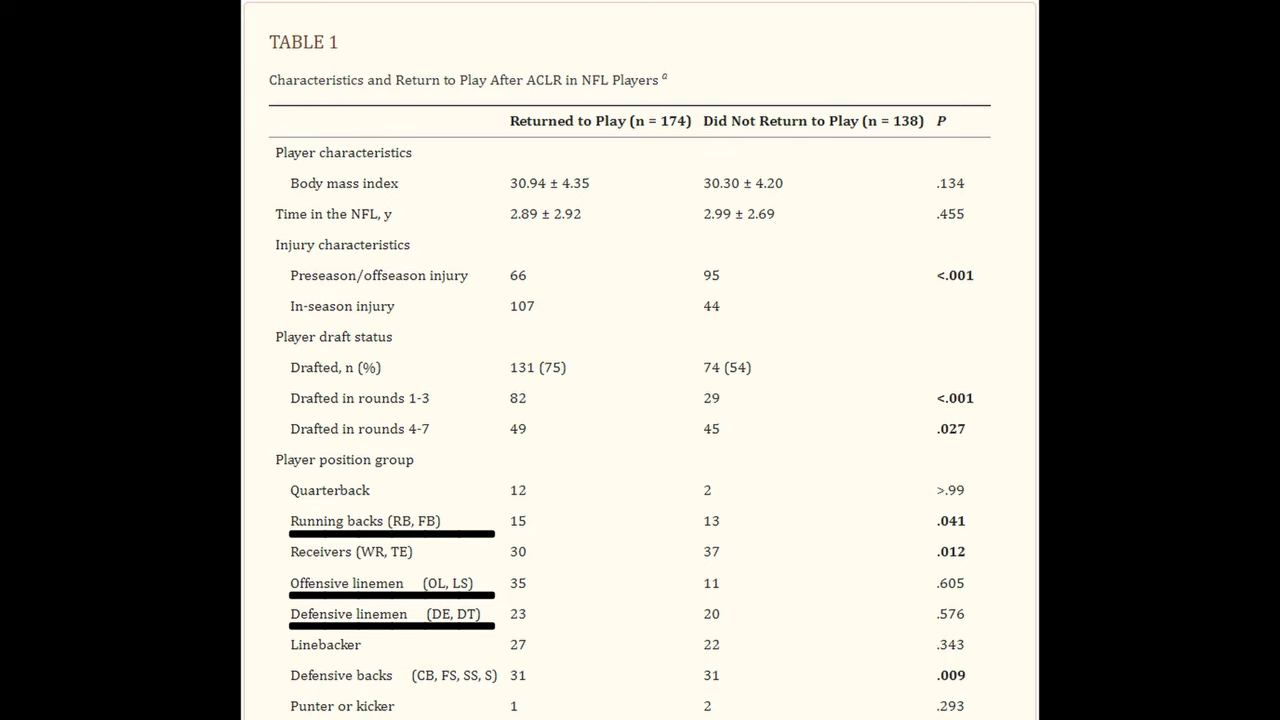 TABLE 1
Characteristics and Return to Play After ACLR in NFL Players a
Returned to Play (n = 174) Did Not Return to Play (n = 138) P
Player characteristics
Body mass index 30.94 ± 4.35 30.30 ± 4.20 .134
Time in the NFL, y 2.89 ± 2.92 2.99 ± 2.69 .455
Injury characteristics
Preseason/offseason injury 66 95 <.001
In-season injury 107 44
Player draft status
Drafted, n (%) 131 (75) 74 (54)
Drafted in rounds 1-3 82 29 <.001
Drafted in rounds 4-7 49 45 .027
Player position group
Quarterback 12 2 >.99
Running backs (RB, FB) 15 13 .041
Receivers (WR, TE) 30 37 .012
Offensive linemen (OL, LS) 35 11 .605
Defensive linemen (DE, DT) 23 20 .576
Linebacker 27 22 .343
Defensive backs (CB, FS, SS, S) 31 31 .009
Punter or kicker 1 2 .293